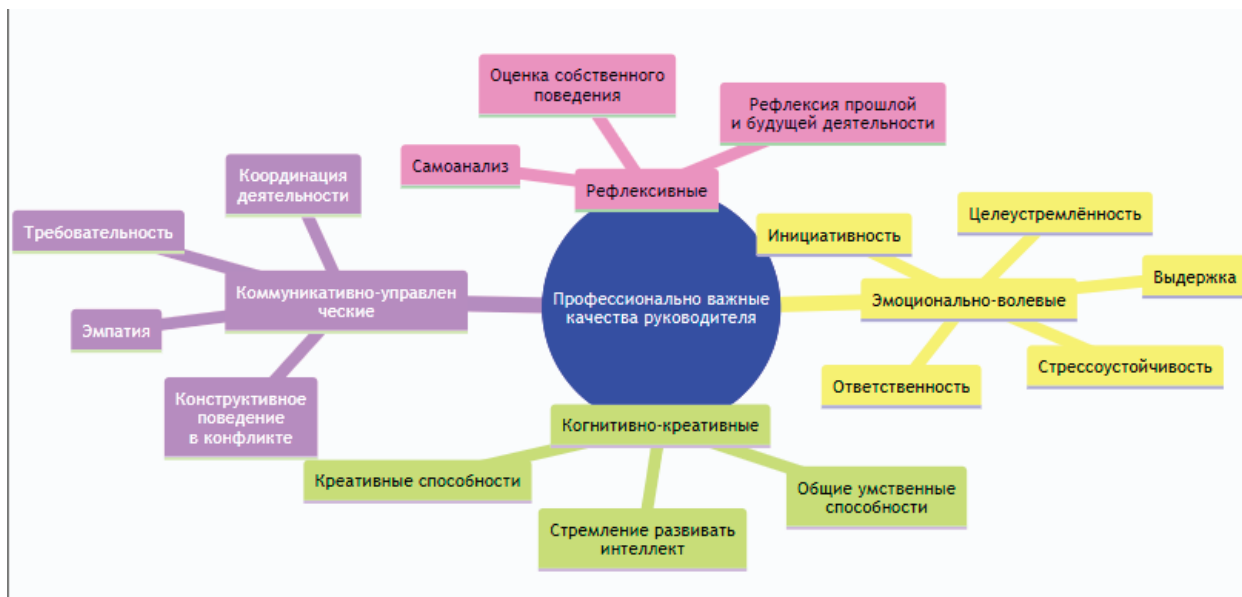 Оценка собственного
поведения
Рефлексия прошлой
и будущей деятельности
Самоанализ
Рефлексивные
Координация
деятельности
Требовательность
Коммуникативно-управлен
ческие
Эмпатия
Конструктивное
поведение
в конфликте
Профессионально важные
качества руководителя
Инициативность
Целеустремлённость
Выдержка
Эмоционально-волевые
Стрессоустойчивость
Ответственность
Когнитивно-креативные
Креативные способности
Стремление развивать
интеллект
Общие умственные
способности